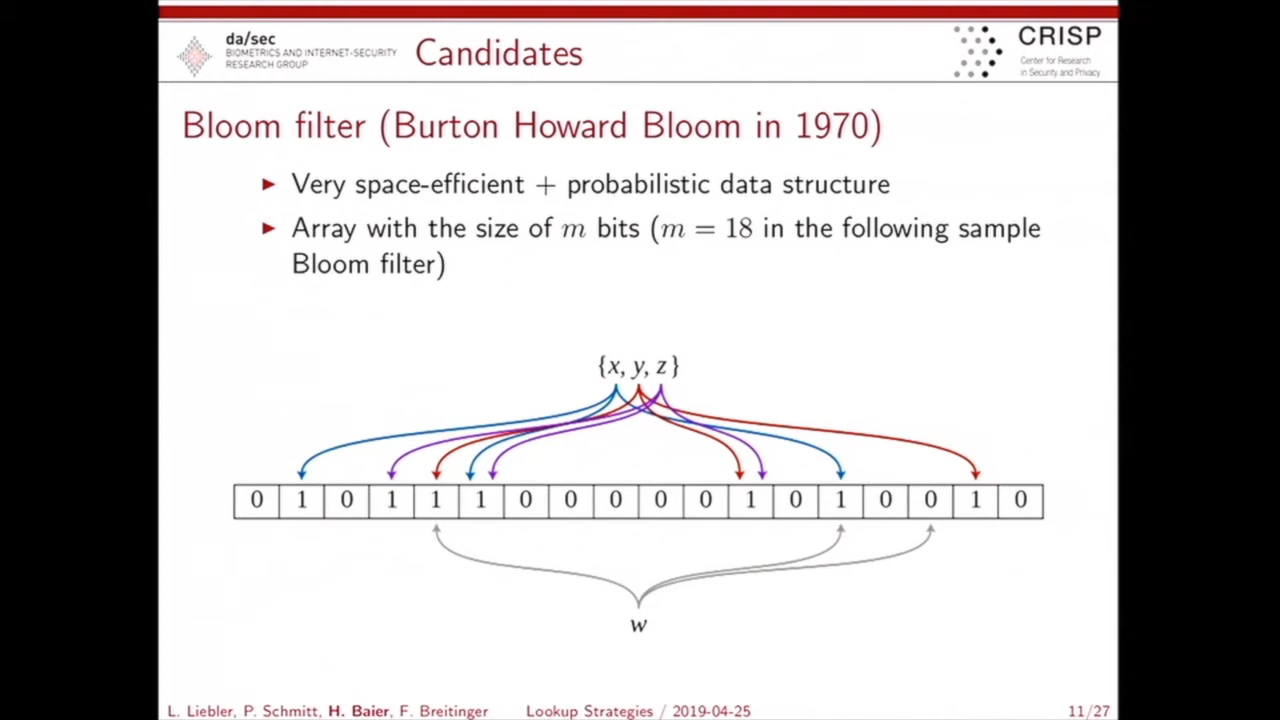 da/sec
BIOMETRICS AND INTERNET-SECURITY
RESEARCH GROUP
Candidates
CRISP
Center for Research
in Security and Privacy
Bloom filter (Burton Howard Bloom in 1970)
Very space-efficient + probabilistic data structure
Array with the size of m bits (m = 18 in the following sample
Bloom filter)
{x, y, z}
0 1 0 1 1 1 0 0 0 0 0 1 0 1 0 0 1 0
w
L. Liebler, P. Schmitt, H. Baier, F. Breitinger Lookup Strategies / 2019-04-25 11/27